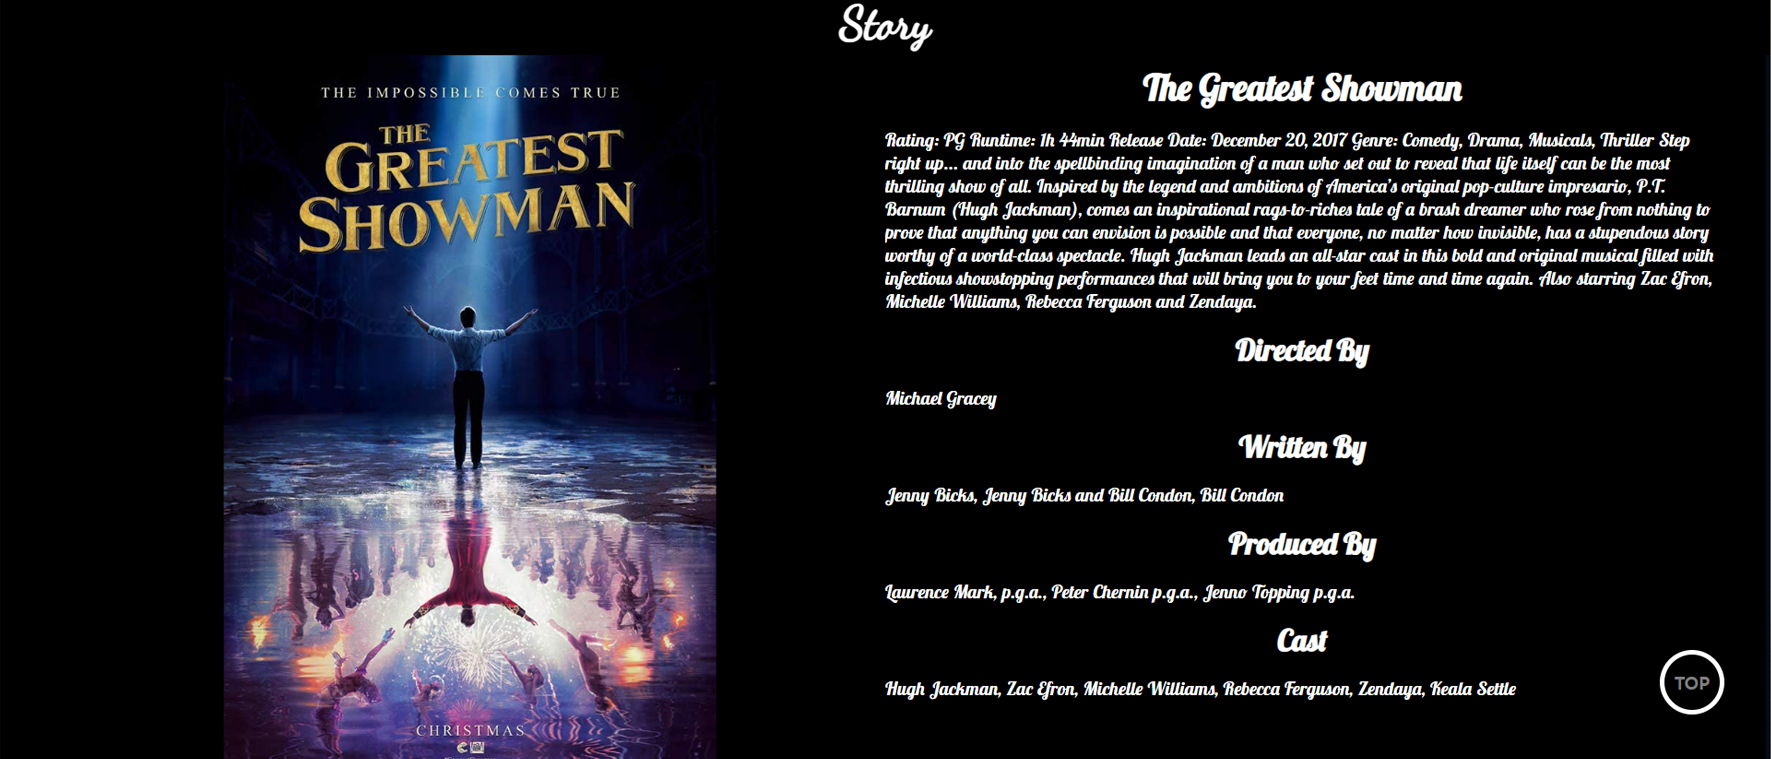 Story
THE IMPOSSIBLE COMES TRUE
THE
GREATEST
SHOWMAN
CHRISTMAS
The Greatest Showman
Rating: PG Runtime: 1h 44min Release Date: December 20, 2017 Genre: Comedy, Drama, Musicals, Thriller Step
right up... and into the spellbinding imagination of a man who set out to reveal that life itself can be the most
thrilling show of all. Inspired by the legend and ambitions of America’s original pop-culture impresario, P.T.
Barnum (Hugh Jackman), comes an inspirational rags-to-riches tale of a brash dreamer who rose from nothing to
prove that anything you can envision is possible and that everyone, no matter how invisible, has a stupendous story
worthy of a world-class spectacle. Hugh Jackman leads an all-star cast in this bold and original musical filled with
infectious showstopping performances that will bring you to your feet time and time again. Also starring Zac Efron,
Michelle Williams, Rebecca Ferguson and Zendaya.
Directed By
Michael Gracey
Written By
Jenny Bicks, Jenny Bicks and Bill Condon, Bill Condon
Produced By
Laurence Mark, p.g.a., Peter Chernin p.g.a., Jenno Topping p.g.a.
Cast
Hugh Jackman, Zac Efron, Michelle Williams, Rebecca Ferguson, Zendaya, Keala Settle
TOP